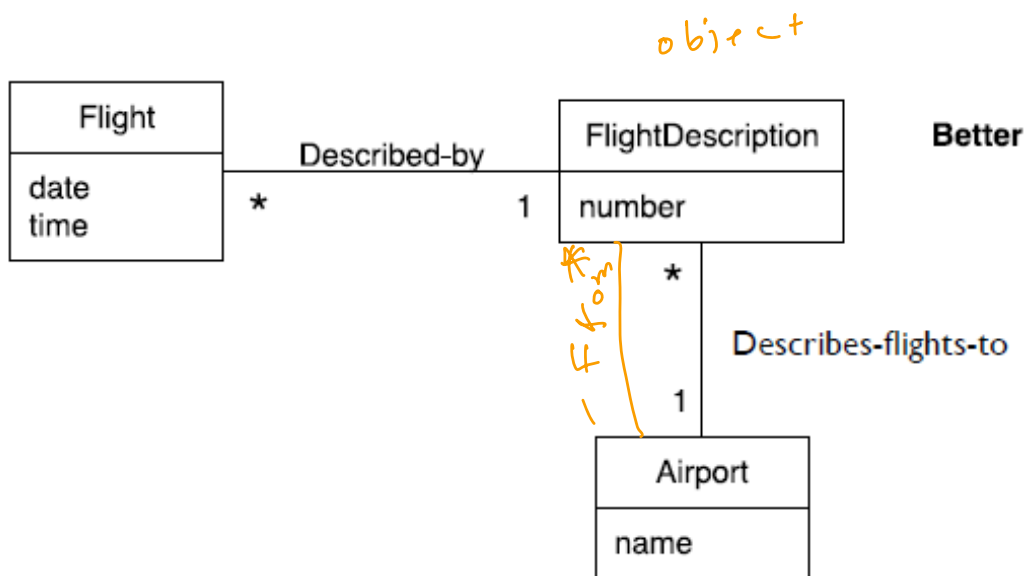 object
Flight
FlightDescription
Better
Described-by
date
time
*
1
number
*
*
from
Describes-flights-to
1
1
Airport
name